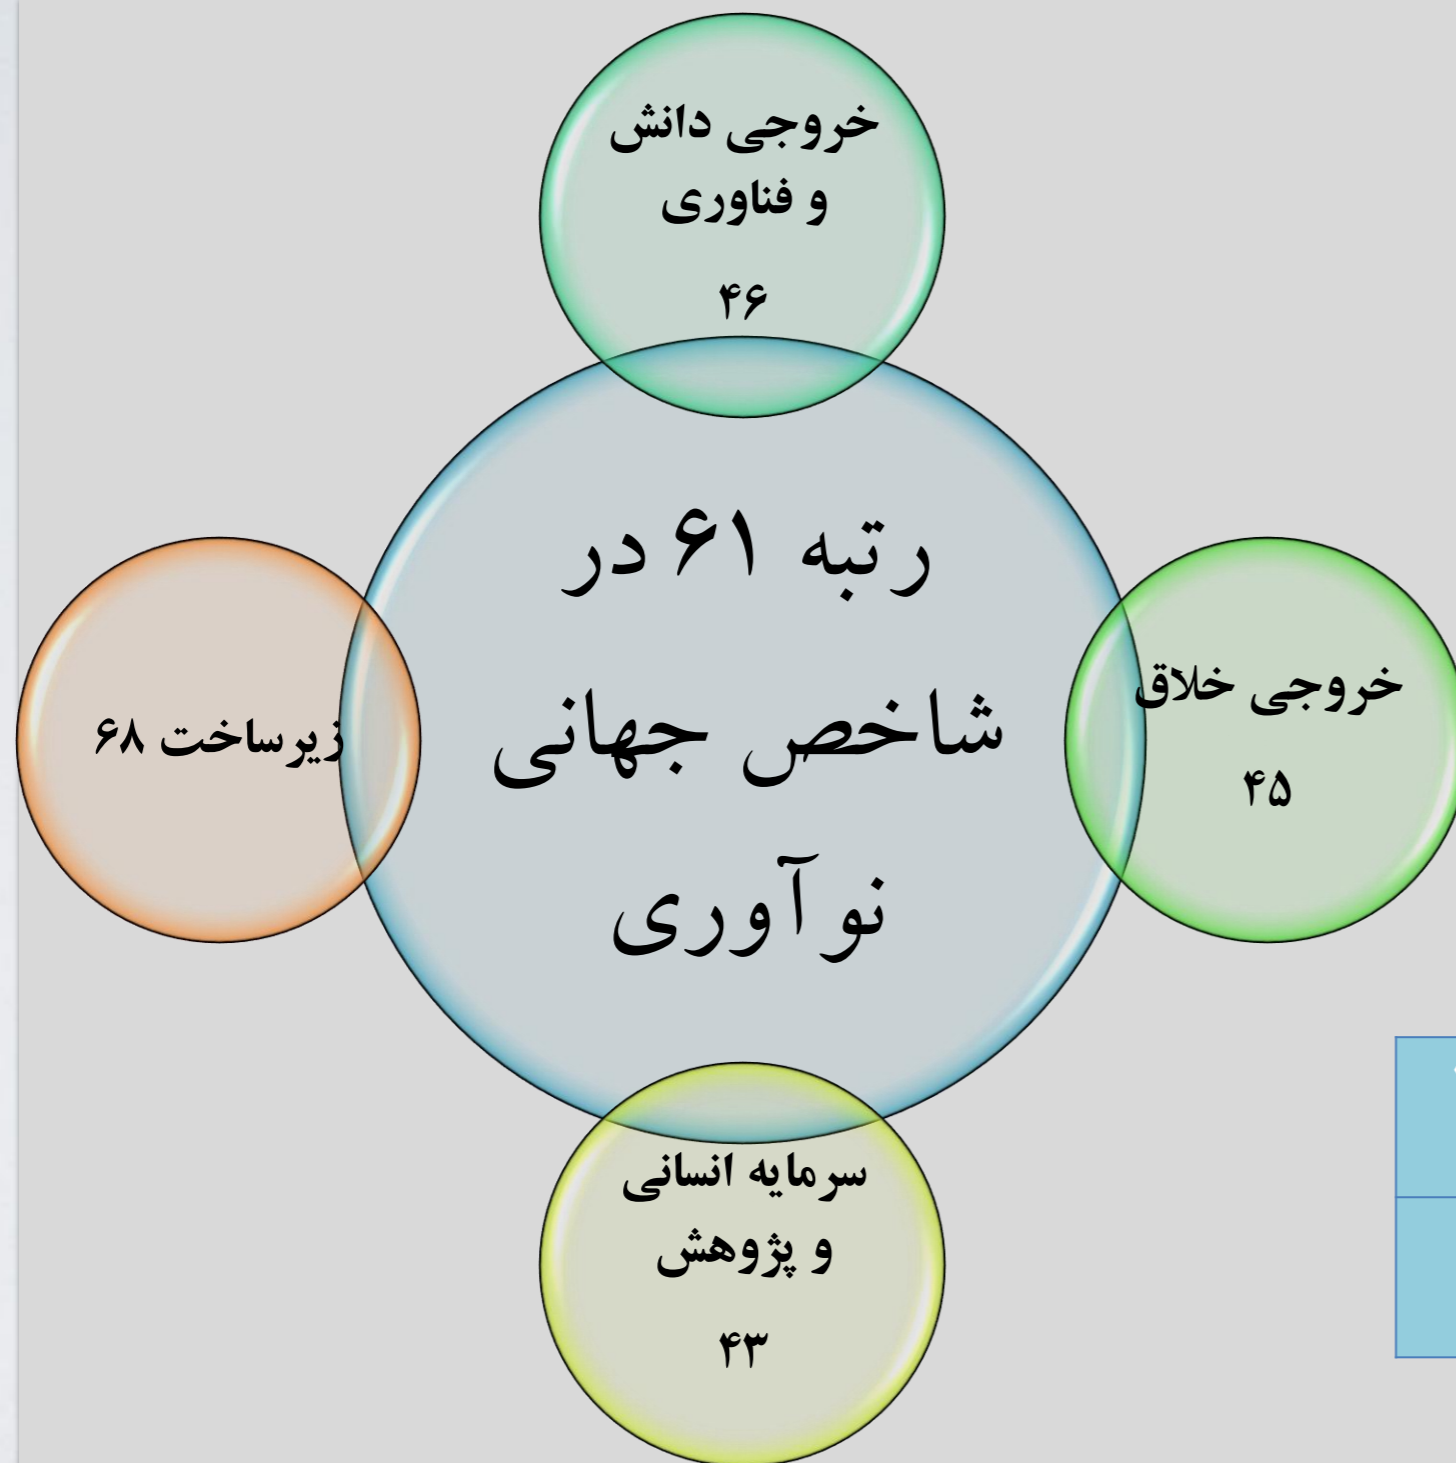 خروجی دانش
و فناوری
۴۶
رتبه ۶۱ در
شاخص جهانی
نوآوری
خروجی خلاق
۴۵
زیرساخت ۶۸
سرمایه انسانی
و پژوهش
۴۳